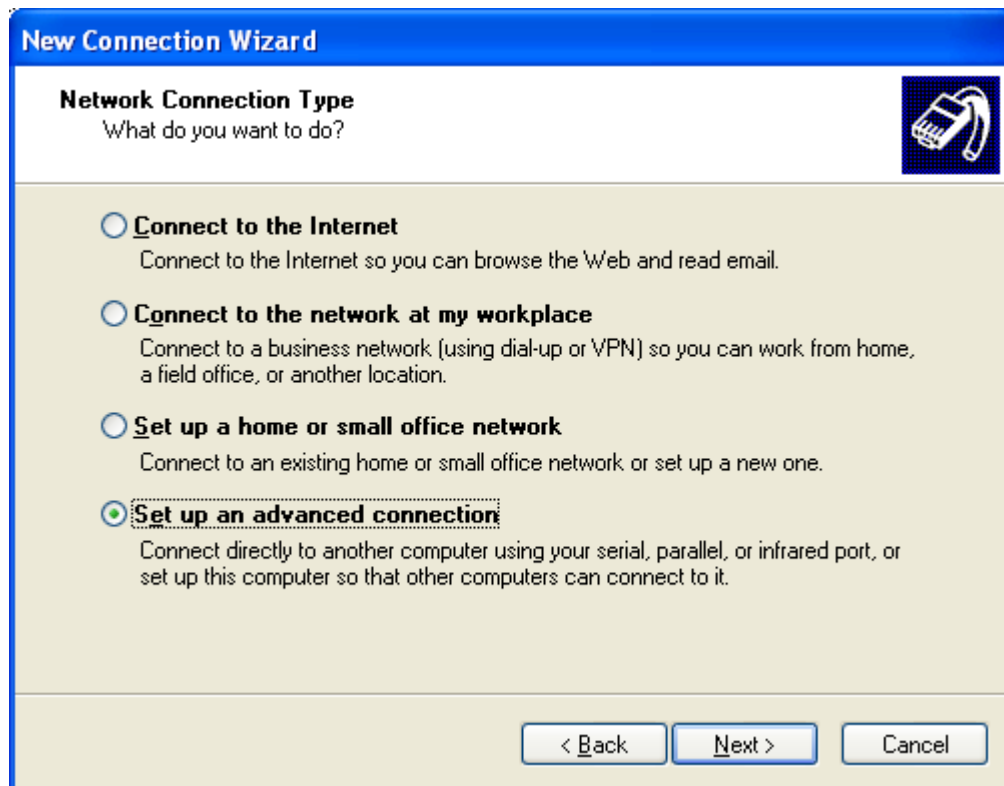 New Connection Wizard
Network Connection Type
What do you want to do?
Connect to the Internet
Connect to the Internet so you can browse the Web and read email.
Connect to the network at my workplace
Connect to a business network (using dial-up or VPN) so you can work from home,
a field office, or another location.
Set up a home or small office network
Connect to an existing home or small office network or set up a new one.
Set up an advanced connection
Connect directly to another computer using your serial, parallel, or infrared port, or
set up this computer so that other computers can connect to it.
< Back
Next >
Cancel